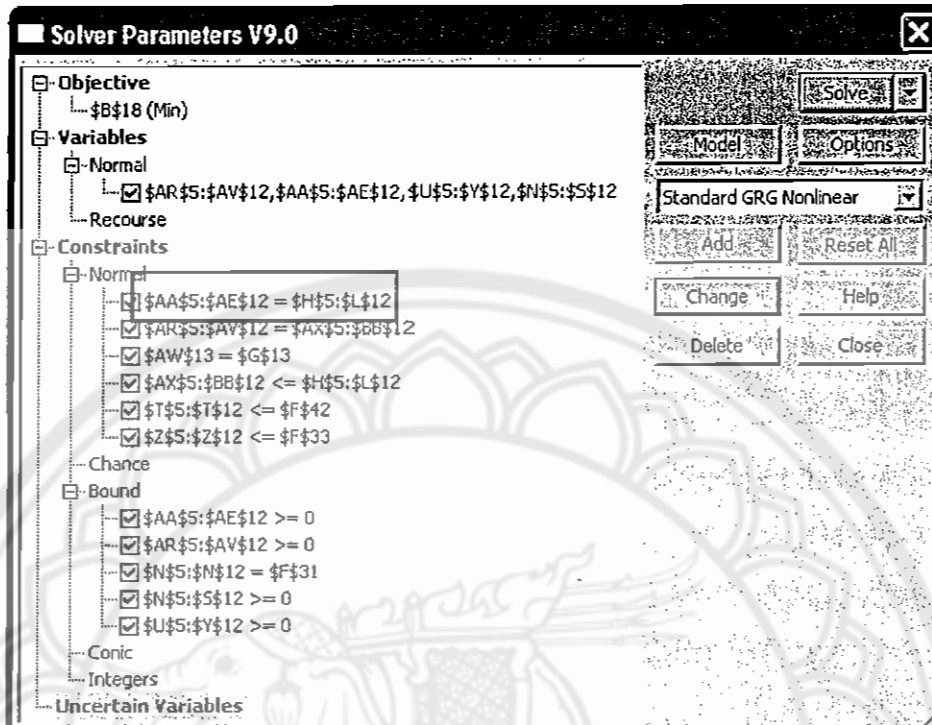 Solver Parameters V9.0
Objective
$B$18 (Min)
Variables
Normal
$AR$5:$AV$12,$AA$5:$AE$12,$U$5:$Y$12,$N$5:$S$12
Recourse
Constraints
Normal
$AA$5:$AE$12 = $H$5:$L$12
$AR$5:$AV$12 = $AX$5:$BB$12
$AW$13 = $G$13
$AX$5:$BB$12 <= $H$5:$L$12
$T$5:$T$12 <= $F$42
$Z$5:$Z$12 <= $F$33
Chance
Bound
$AA$5:$AE$12 >= 0
$AR$5:$AV$12 >= 0
$N$5:$N$12 = $F$31
$N$5:$S$12 >= 0
$U$5:$Y$12 >= 0
Conic
Integers
Uncertain Variables
Solve
Model
Options
Standard GRG Nonlinear
Add
Reset All
Change
Help
Delete
Close